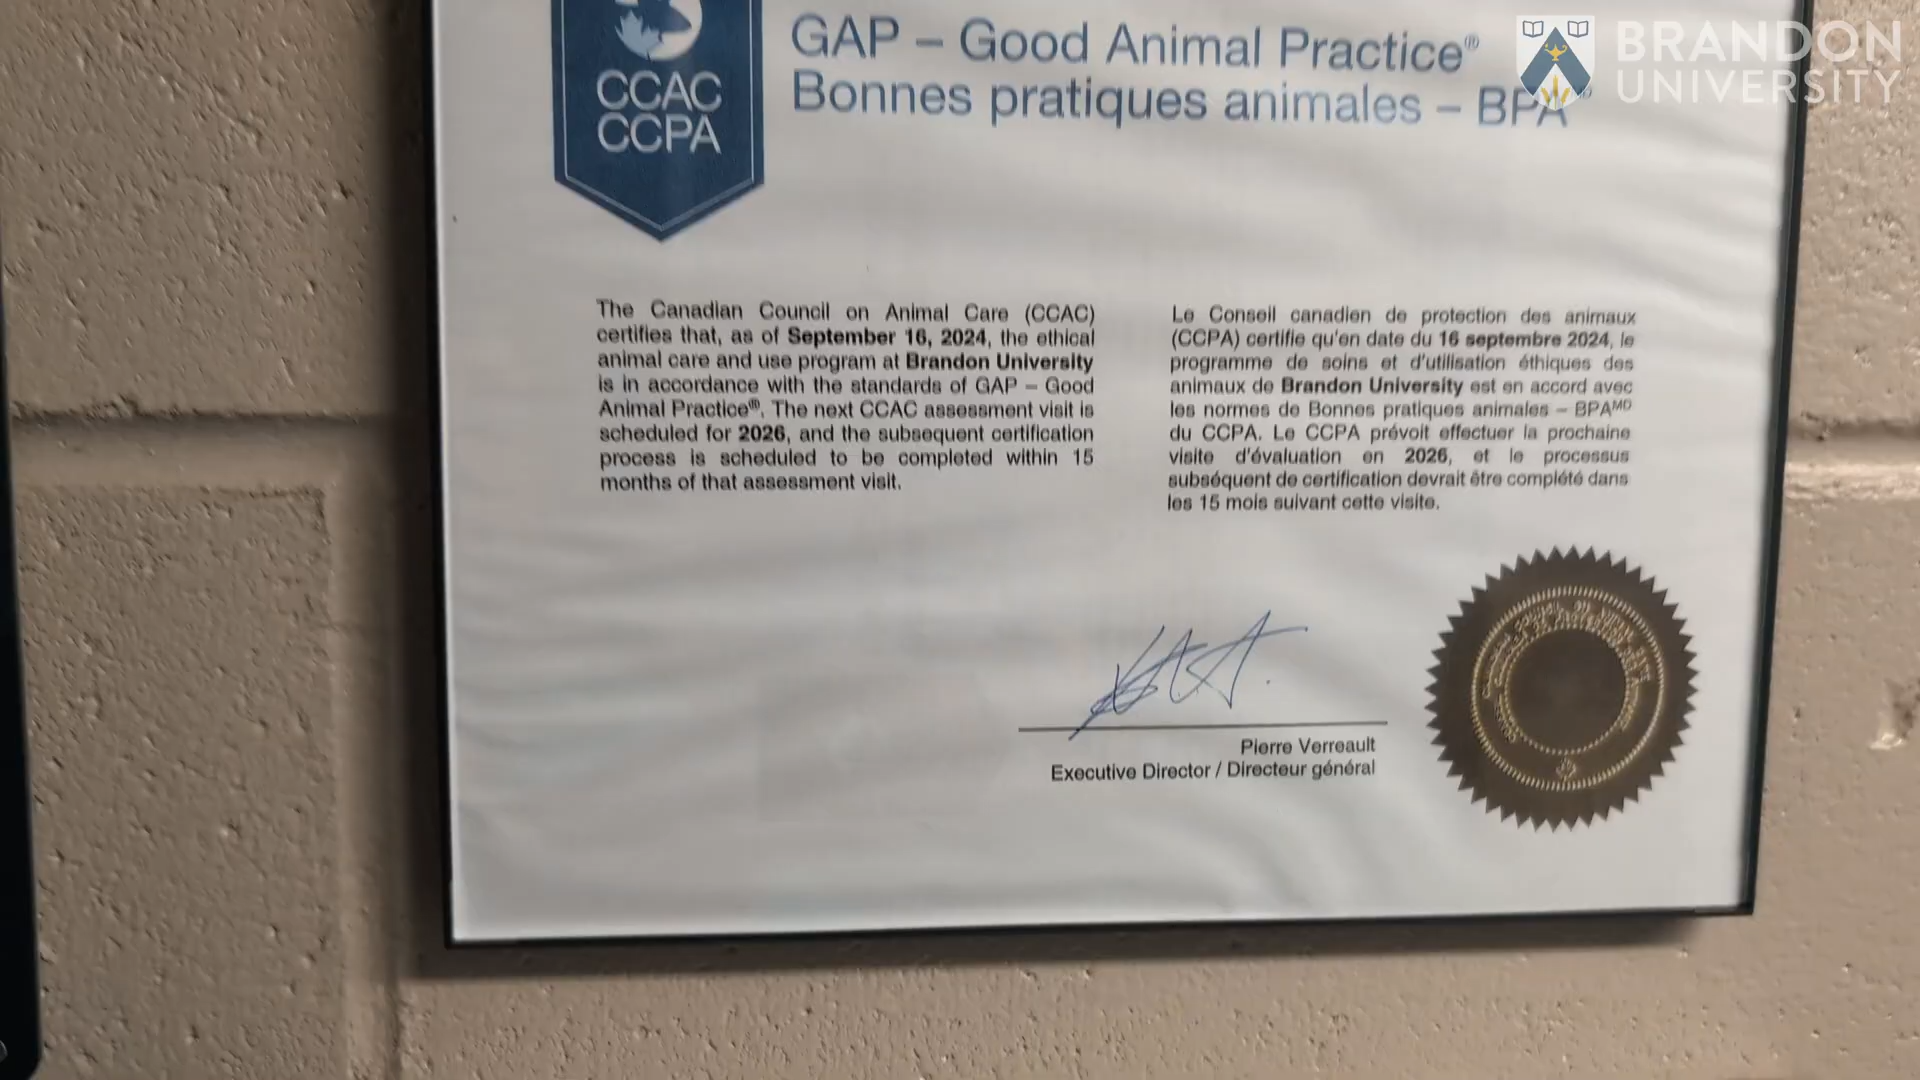 GAP – Good Animal Practice®
Bonnes pratiques animales – BPA
CCAC
CCPA
BRANDON
UNIVERSITY
The Canadian Council on Animal Care (CCAC)
certifies that, as of September 16, 2024, the ethical
animal care and use program at Brandon University
is in accordance with the standards of GAP – Good
Animal Practice®. The next CCAC assessment visit is
scheduled for 2026, and the subsequent certification
process is scheduled to be completed within 15
months of that assessment visit.
Le Conseil canadien de protection des animaux
(CCPA) certifie qu'en date du 16 septembre 2024, le
programme de soins et d'utilisation éthiques des
animaux de Brandon University est en accord avec
les normes de Bonnes pratiques animales – BPAᴹᴰ
du CCPA. Le CCPA prévoit effectuer la prochaine
visite d'évaluation en 2026, et le processus
subséquent de certification devrait être complété dans
les 15 mois suivant cette visite.
Pierre Verreault
Executive Director / Directeur général